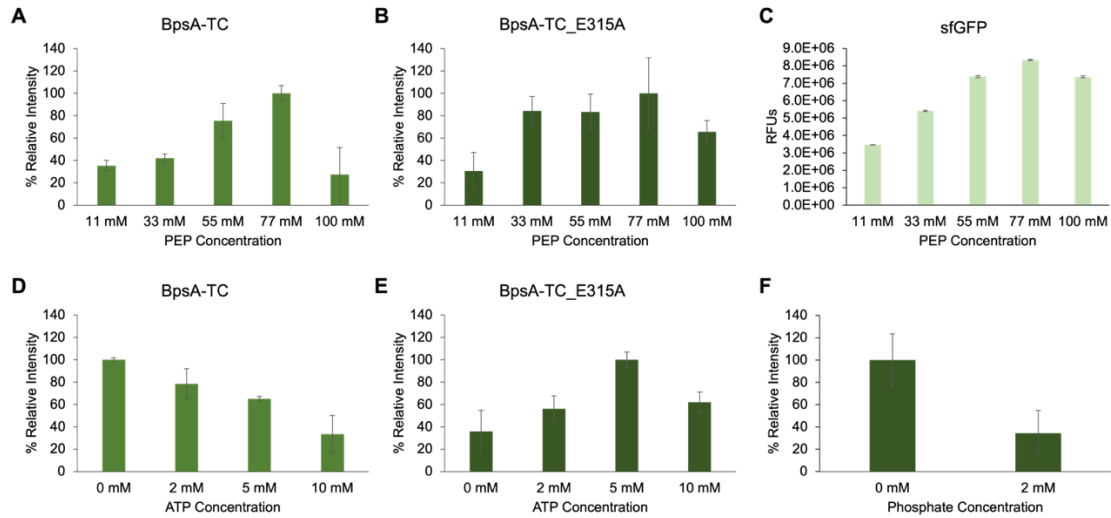 A
BpsA-TC
% Relative Intensity
140
120
100
80
60
40
20
0
11 mM 33 mM 55 mM 77 mM 100 mM
PEP Concentration
B
BpsA-TC_E315A
% Relative Intensity
140
120
100
80
60
40
20
0
11 mM 33 mM 55 mM 77 mM 100 mM
PEP Concentration
C
sfGFP
RFUs
9.0E+06
8.0E+06
7.0E+06
6.0E+06
5.0E+06
4.0E+06
3.0E+06
2.0E+06
1.0E+06
0.0E+00
11 mM 33 mM 55 mM 77 mM 100 mM
PEP Concentration
D
BpsA-TC
% Relative Intensity
140
120
100
80
60
40
20
0
0 mM 2 mM 5 mM 10 mM
ATP Concentration
E
BpsA-TC_E315A
% Relative Intensity
140
120
100
80
60
40
20
0
0 mM 2 mM 5 mM 10 mM
ATP Concentration
F
% Relative Intensity
140
120
100
80
60
40
20
0
0 mM 2 mM
Phosphate Concentration